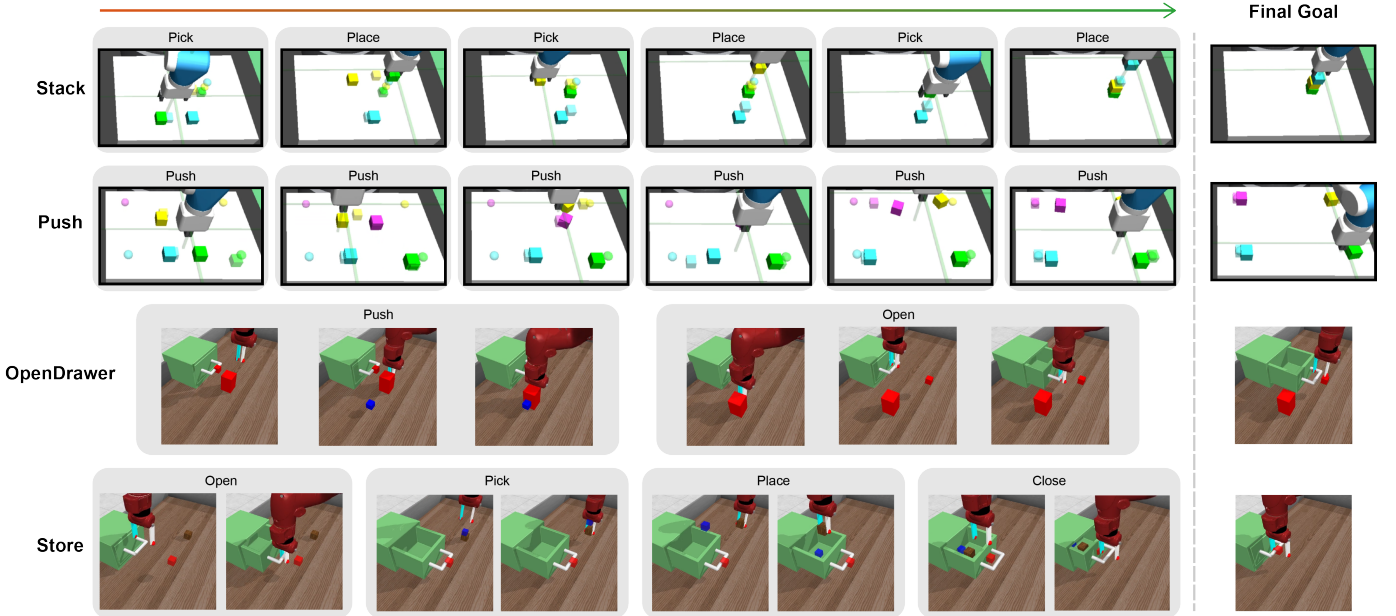 Final Goal
Pick Place Pick Place Pick Place
Stack
Push Push Push Push Push Push
Push
Push Open
OpenDrawer
Open Pick Place Close
Store